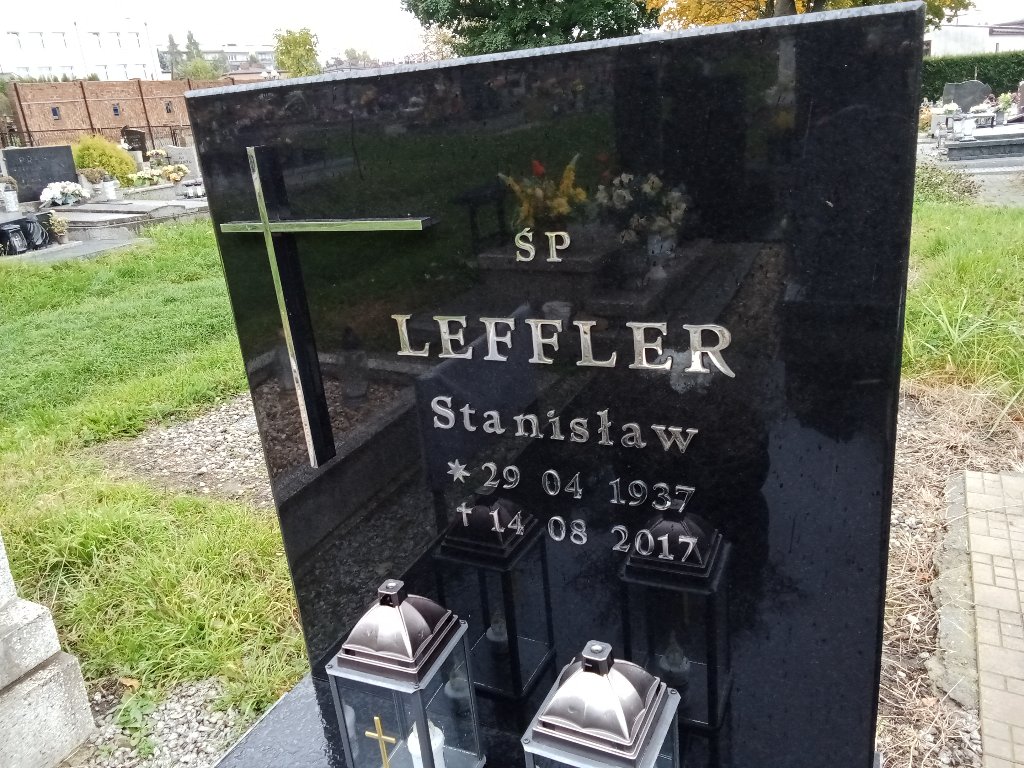 ŚP
LEFFLER
Stanisław
* 29 04 1937
† 14 08 2017